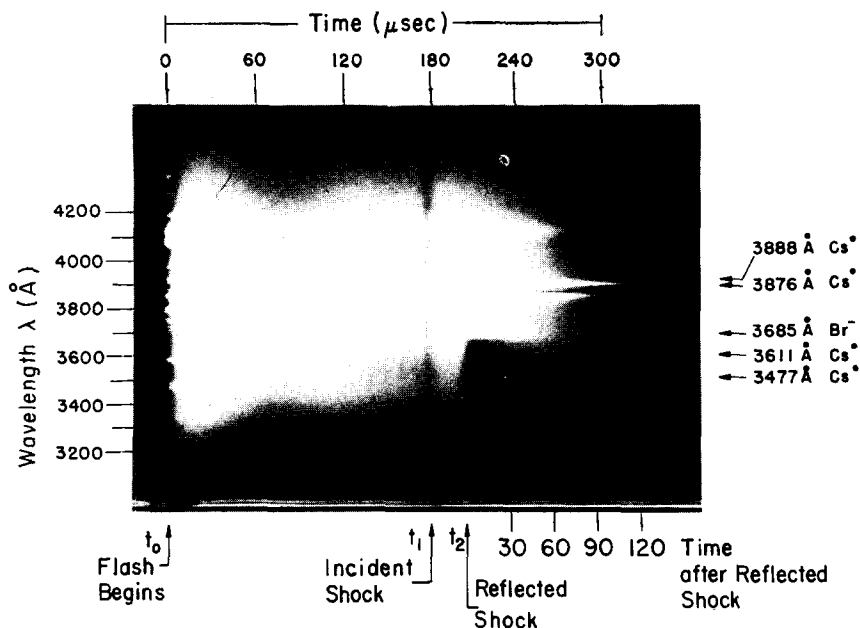 Time (μsec)
0 60 120 180 240 300
Wavelength λ (Å)
4200
4000
3800
3600
3400
3200
3888 Å Cs°
3876 Å Cs°
3685 Å Br⁻
3611 Å Cs°
3477 Å Cs°
t₀ t₁ t₂ 30 60 90 120 Time
after Reflected
Shock
Flash
Begins
Incident
Shock
Reflected
Shock